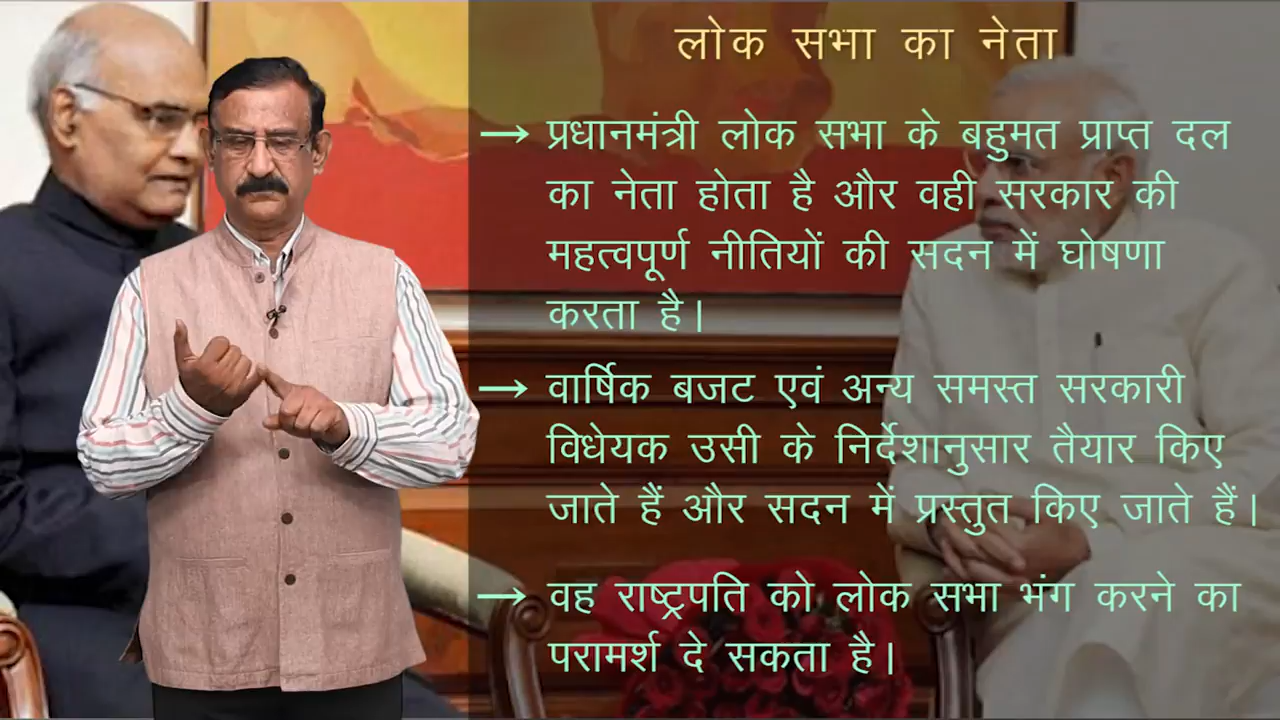 लोक सभा का नेता
→ प्रधानमंत्री लोक सभा के बहुमत प्राप्त दल
का नेता होता है और वही सरकार की
महत्वपूर्ण नीतियों की सदन में घोषणा
करता है।
→ वार्षिक बजट एवं अन्य समस्त सरकारी
विधेयक उसी के निर्देशानुसार तैयार किए
जाते हैं और सदन में प्रस्तुत किए जाते हैं।
→ वह राष्ट्रपति को लोक सभा भंग करने का
परामर्श दे सकता है।